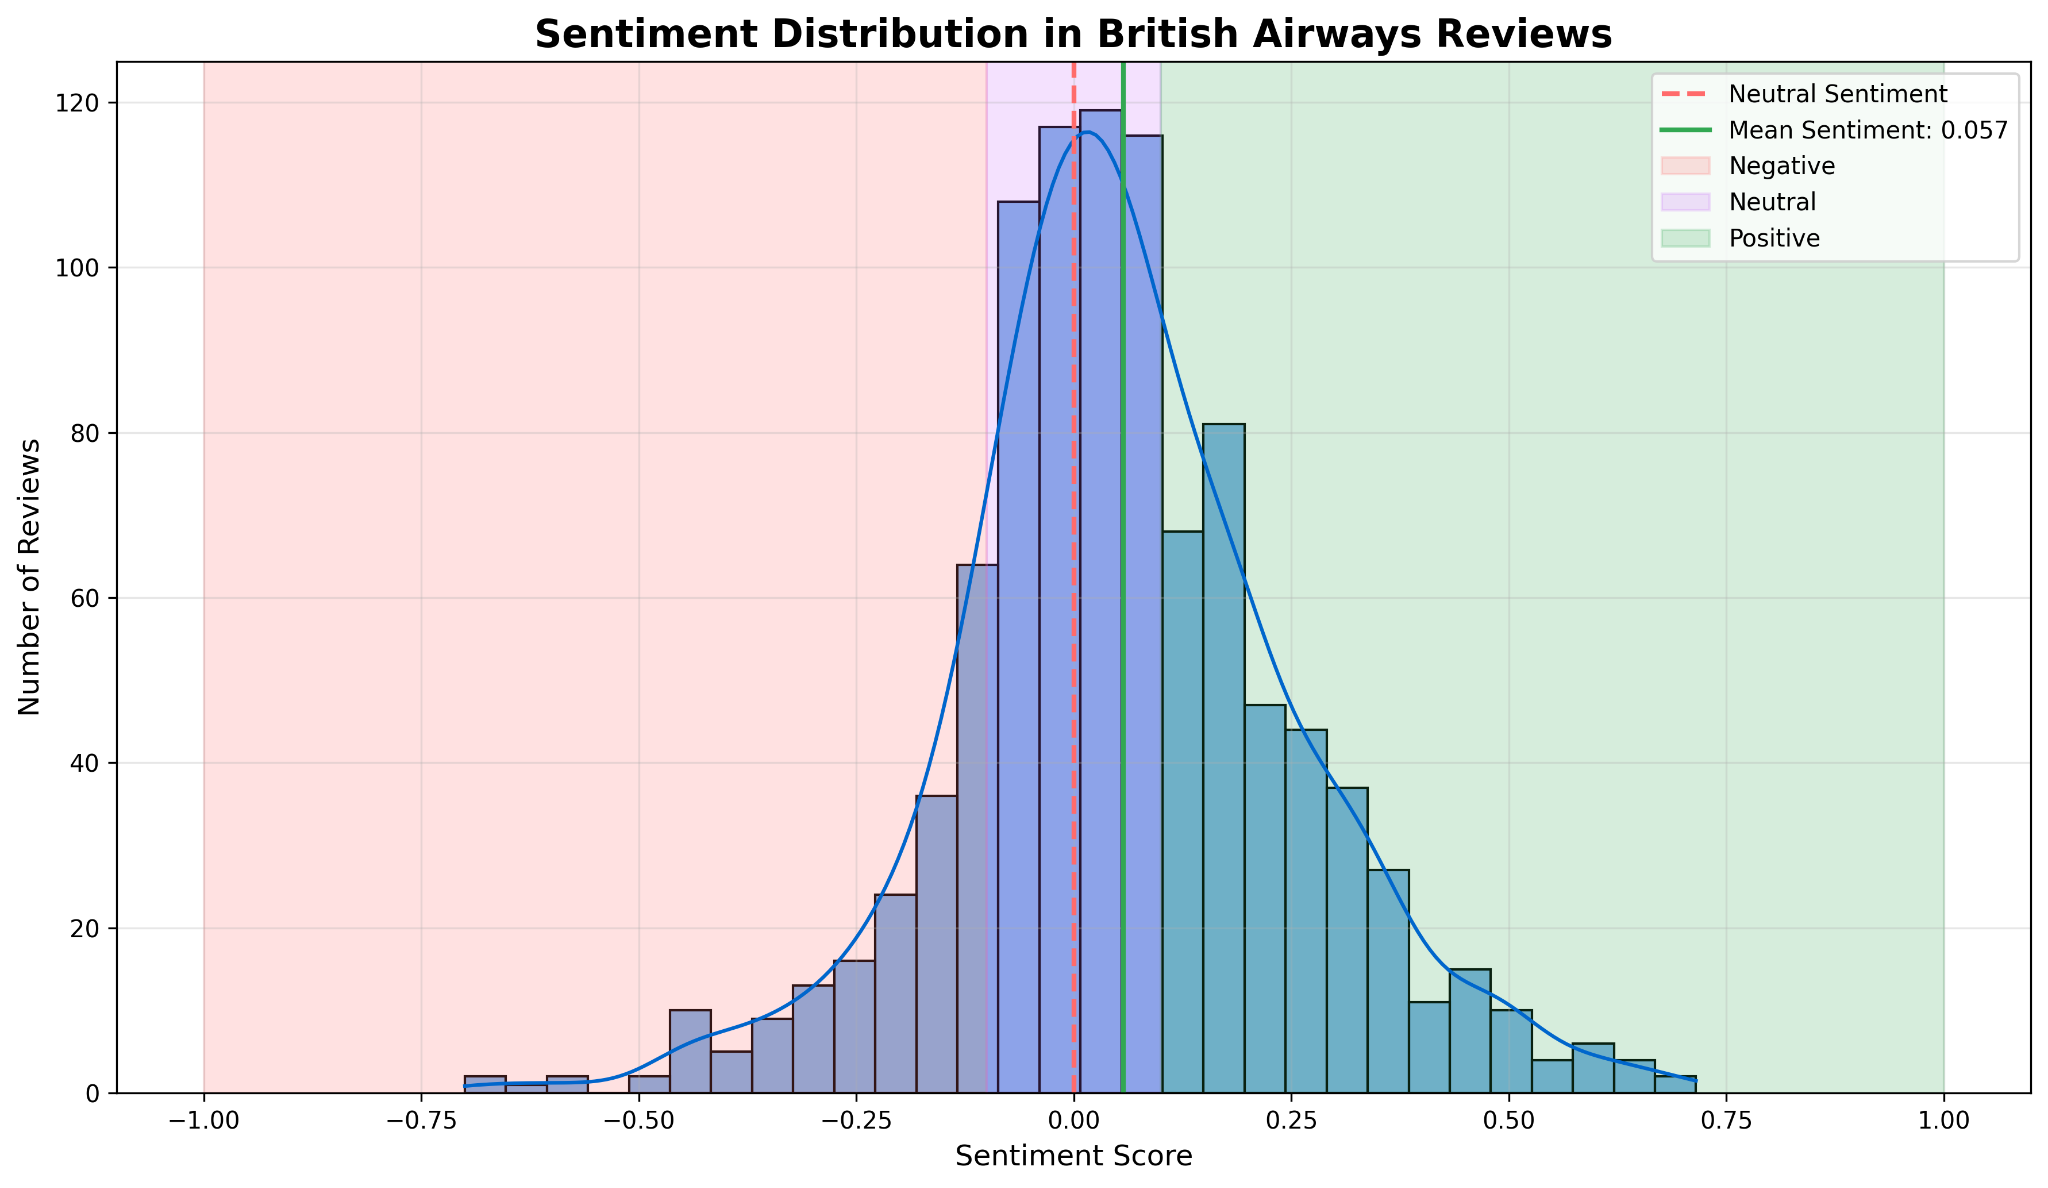 Sentiment Distribution in British Airways Reviews
Neutral Sentiment
Mean Sentiment: 0.057
Negative
Neutral
Positive
120
100
80
60
40
20
0
Number of Reviews
−1.00 −0.75 −0.50 −0.25 0.00 0.25 0.50 0.75 1.00
Sentiment Score